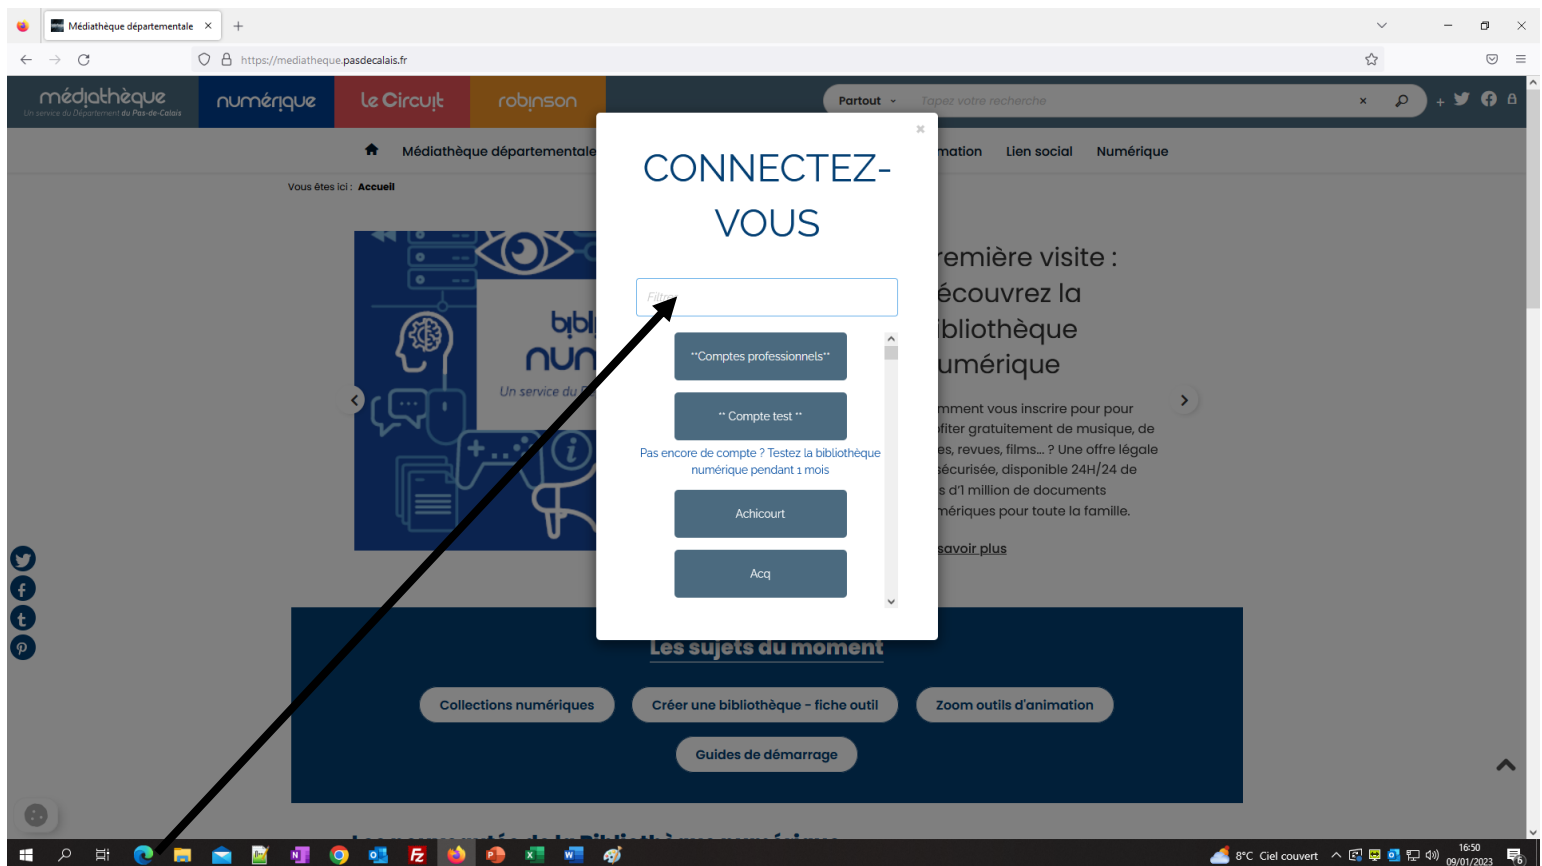 Médiathèque départementale
https://mediatheque.pasdecalais.fr
médiathèque
Un service du Département du Pas-de-Calais
numérique
le Circuit
robinson
Partout
Tapez votre recherche
Médiathèque départementale
mation
Lien social
Numérique
Vous êtes ici : Accueil
CONNECTEZ-
VOUS
**Comptes professionnels**
** Compte test **
Pas encore de compte ? Testez la bibliothèque
numérique pendant 1 mois
Achicourt
Acq
bibl
num
Un service du
remière visite :
écouvrez la
ibliothèque
umérique
mment vous inscrire pour pour
fiter gratuitement de musique, de
es, revues, films... ? Une offre légale
sécurisée, disponible 24H/24 de
s d'1 million de documents
mériques pour toute la famille.
savoir plus
Les sujets du moment
Collections numériques
Créer une bibliothèque - fiche outil
Zoom outils d'animation
Guides de démarrage
8°C Ciel couvert
16:50
09/01/2023